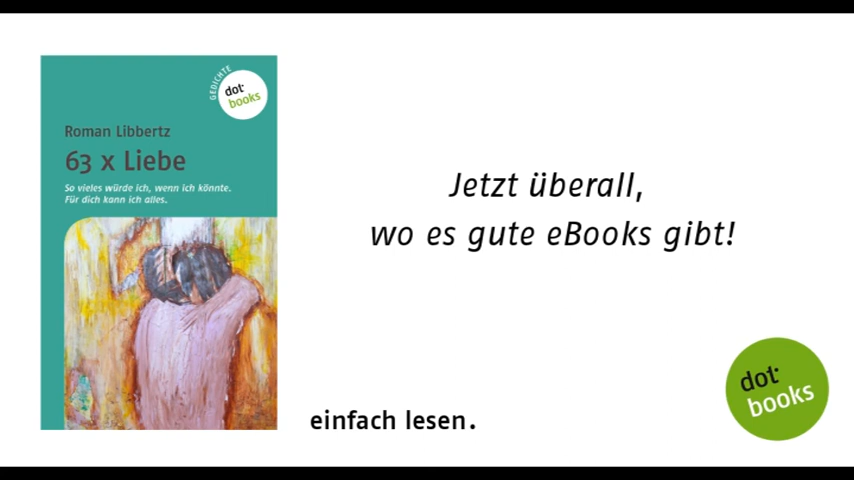 GEDICHTE
dot
books
Roman Libbertz
63 x Liebe
So vieles würde ich, wenn ich könnte.
Für dich kann ich alles.
Jetzt überall,
wo es gute eBooks gibt!
einfach lesen.
dot
books